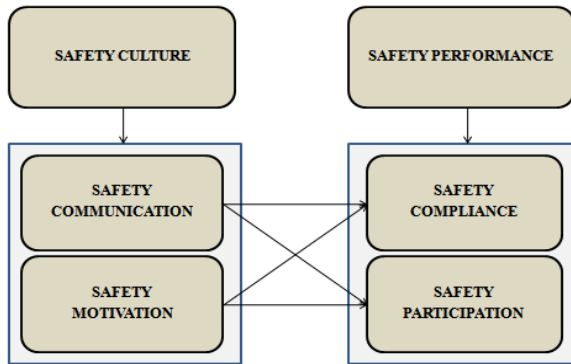 SAFETY CULTURE
SAFETY PERFORMANCE
SAFETY
COMMUNICATION
SAFETY
COMPLIANCE
SAFETY
MOTIVATION
SAFETY
PARTICIPATION